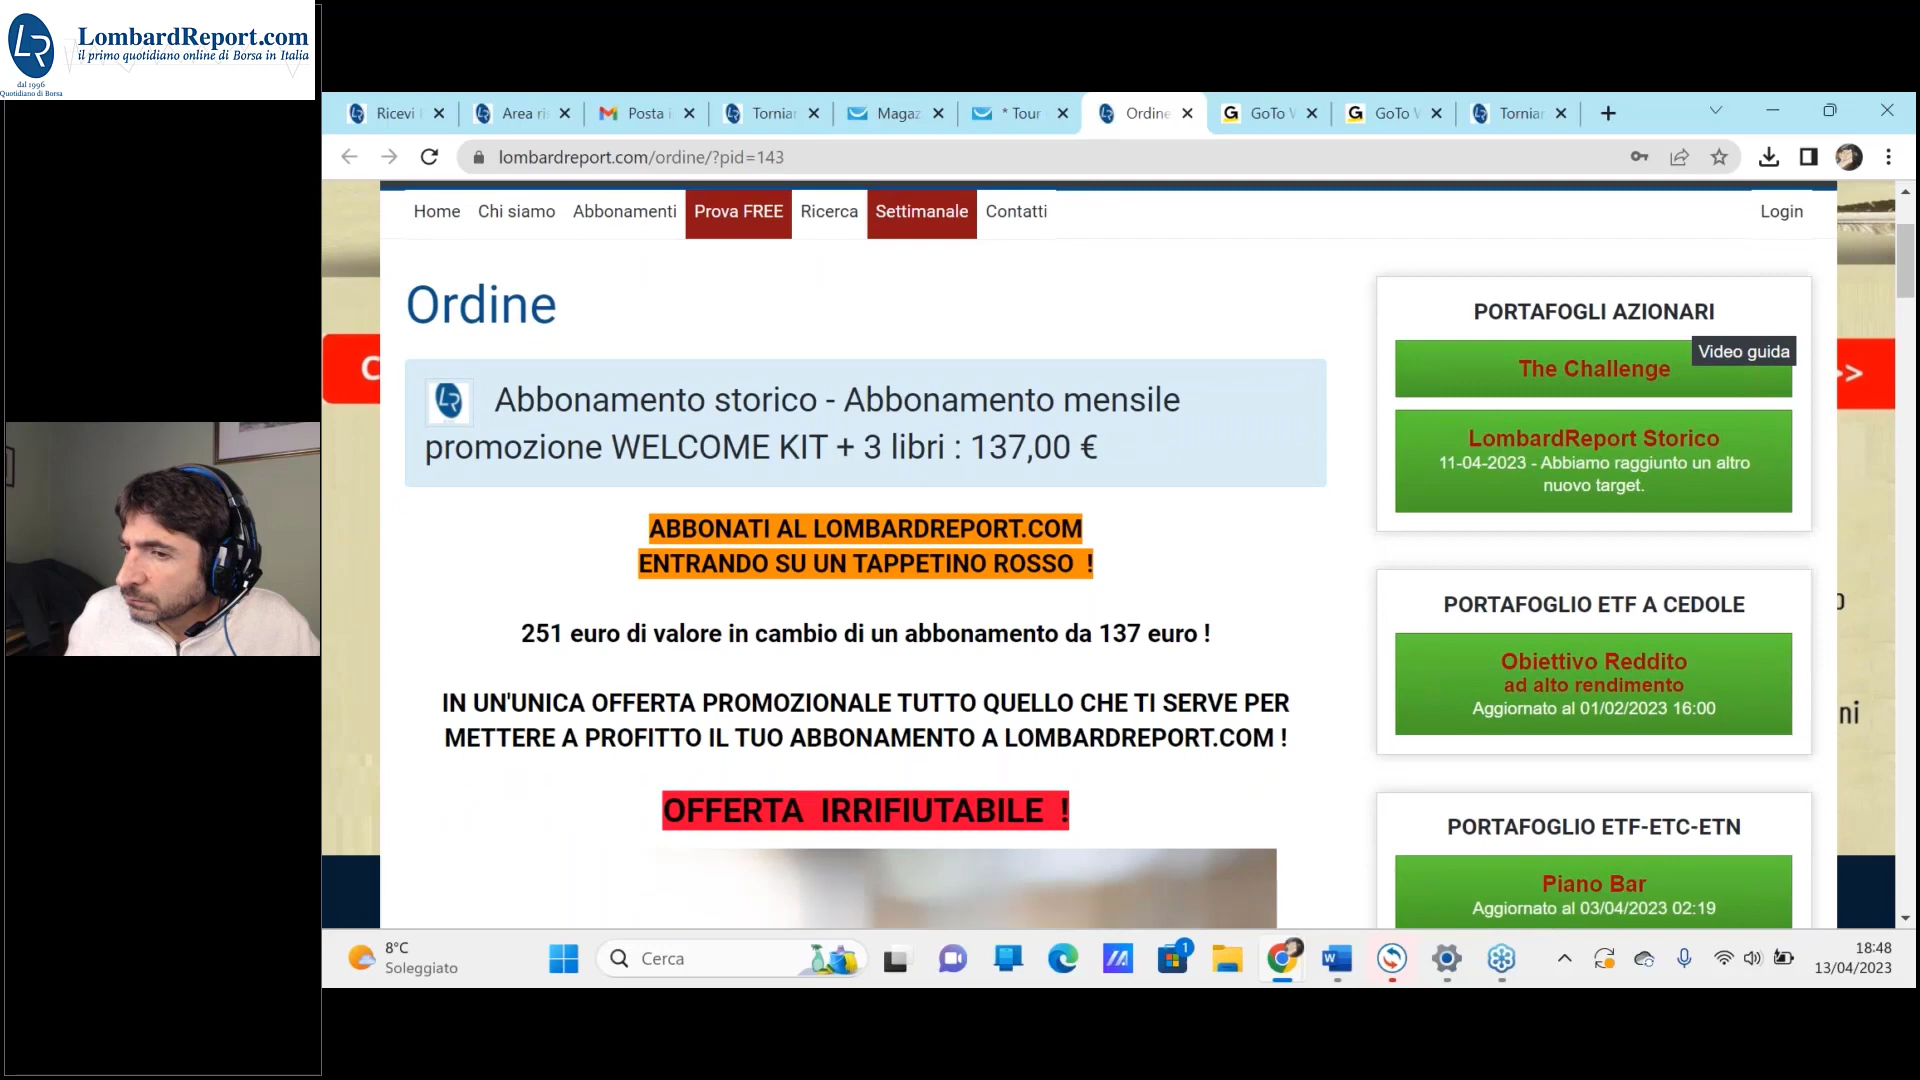 LombardReport.com
il primo quotidiano online di Borsa in Italia
dal 1996
Quotidiano di Borsa
Ricevi
Area ri
Posta i
Torniar
Magaz
* Tour
Ordine
GoTo
GoTo
Tornian
lombardreport.com/ordine/?pid=143
Home Chi siamo Abbonamenti Prova FREE Ricerca Settimanale Contatti Login
Ordine
Abbonamento storico - Abbonamento mensile
promozione WELCOME KIT + 3 libri : 137,00 €
ABBONATI AL LOMBARDREPORT.COM
ENTRANDO SU UN TAPPETINO ROSSO !
251 euro di valore in cambio di un abbonamento da 137 euro !
IN UN'UNICA OFFERTA PROMOZIONALE TUTTO QUELLO CHE TI SERVE PER
METTERE A PROFITTO IL TUO ABBONAMENTO A LOMBARDREPORT.COM !
OFFERTA IRRIFIUTABILE !
PORTAFOGLI AZIONARI
Video guida
The Challenge
LombardReport Storico
11-04-2023 - Abbiamo raggiunto un altro
nuovo target.
PORTAFOGLIO ETF A CEDOLE
Obiettivo Reddito
ad alto rendimento
Aggiornato al 01/02/2023 16:00
PORTAFOGLIO ETF-ETC-ETN
Piano Bar
Aggiornato al 03/04/2023 02:19
>>
ni
8°C
Soleggiato
Cerca
1
18:48
13/04/2023